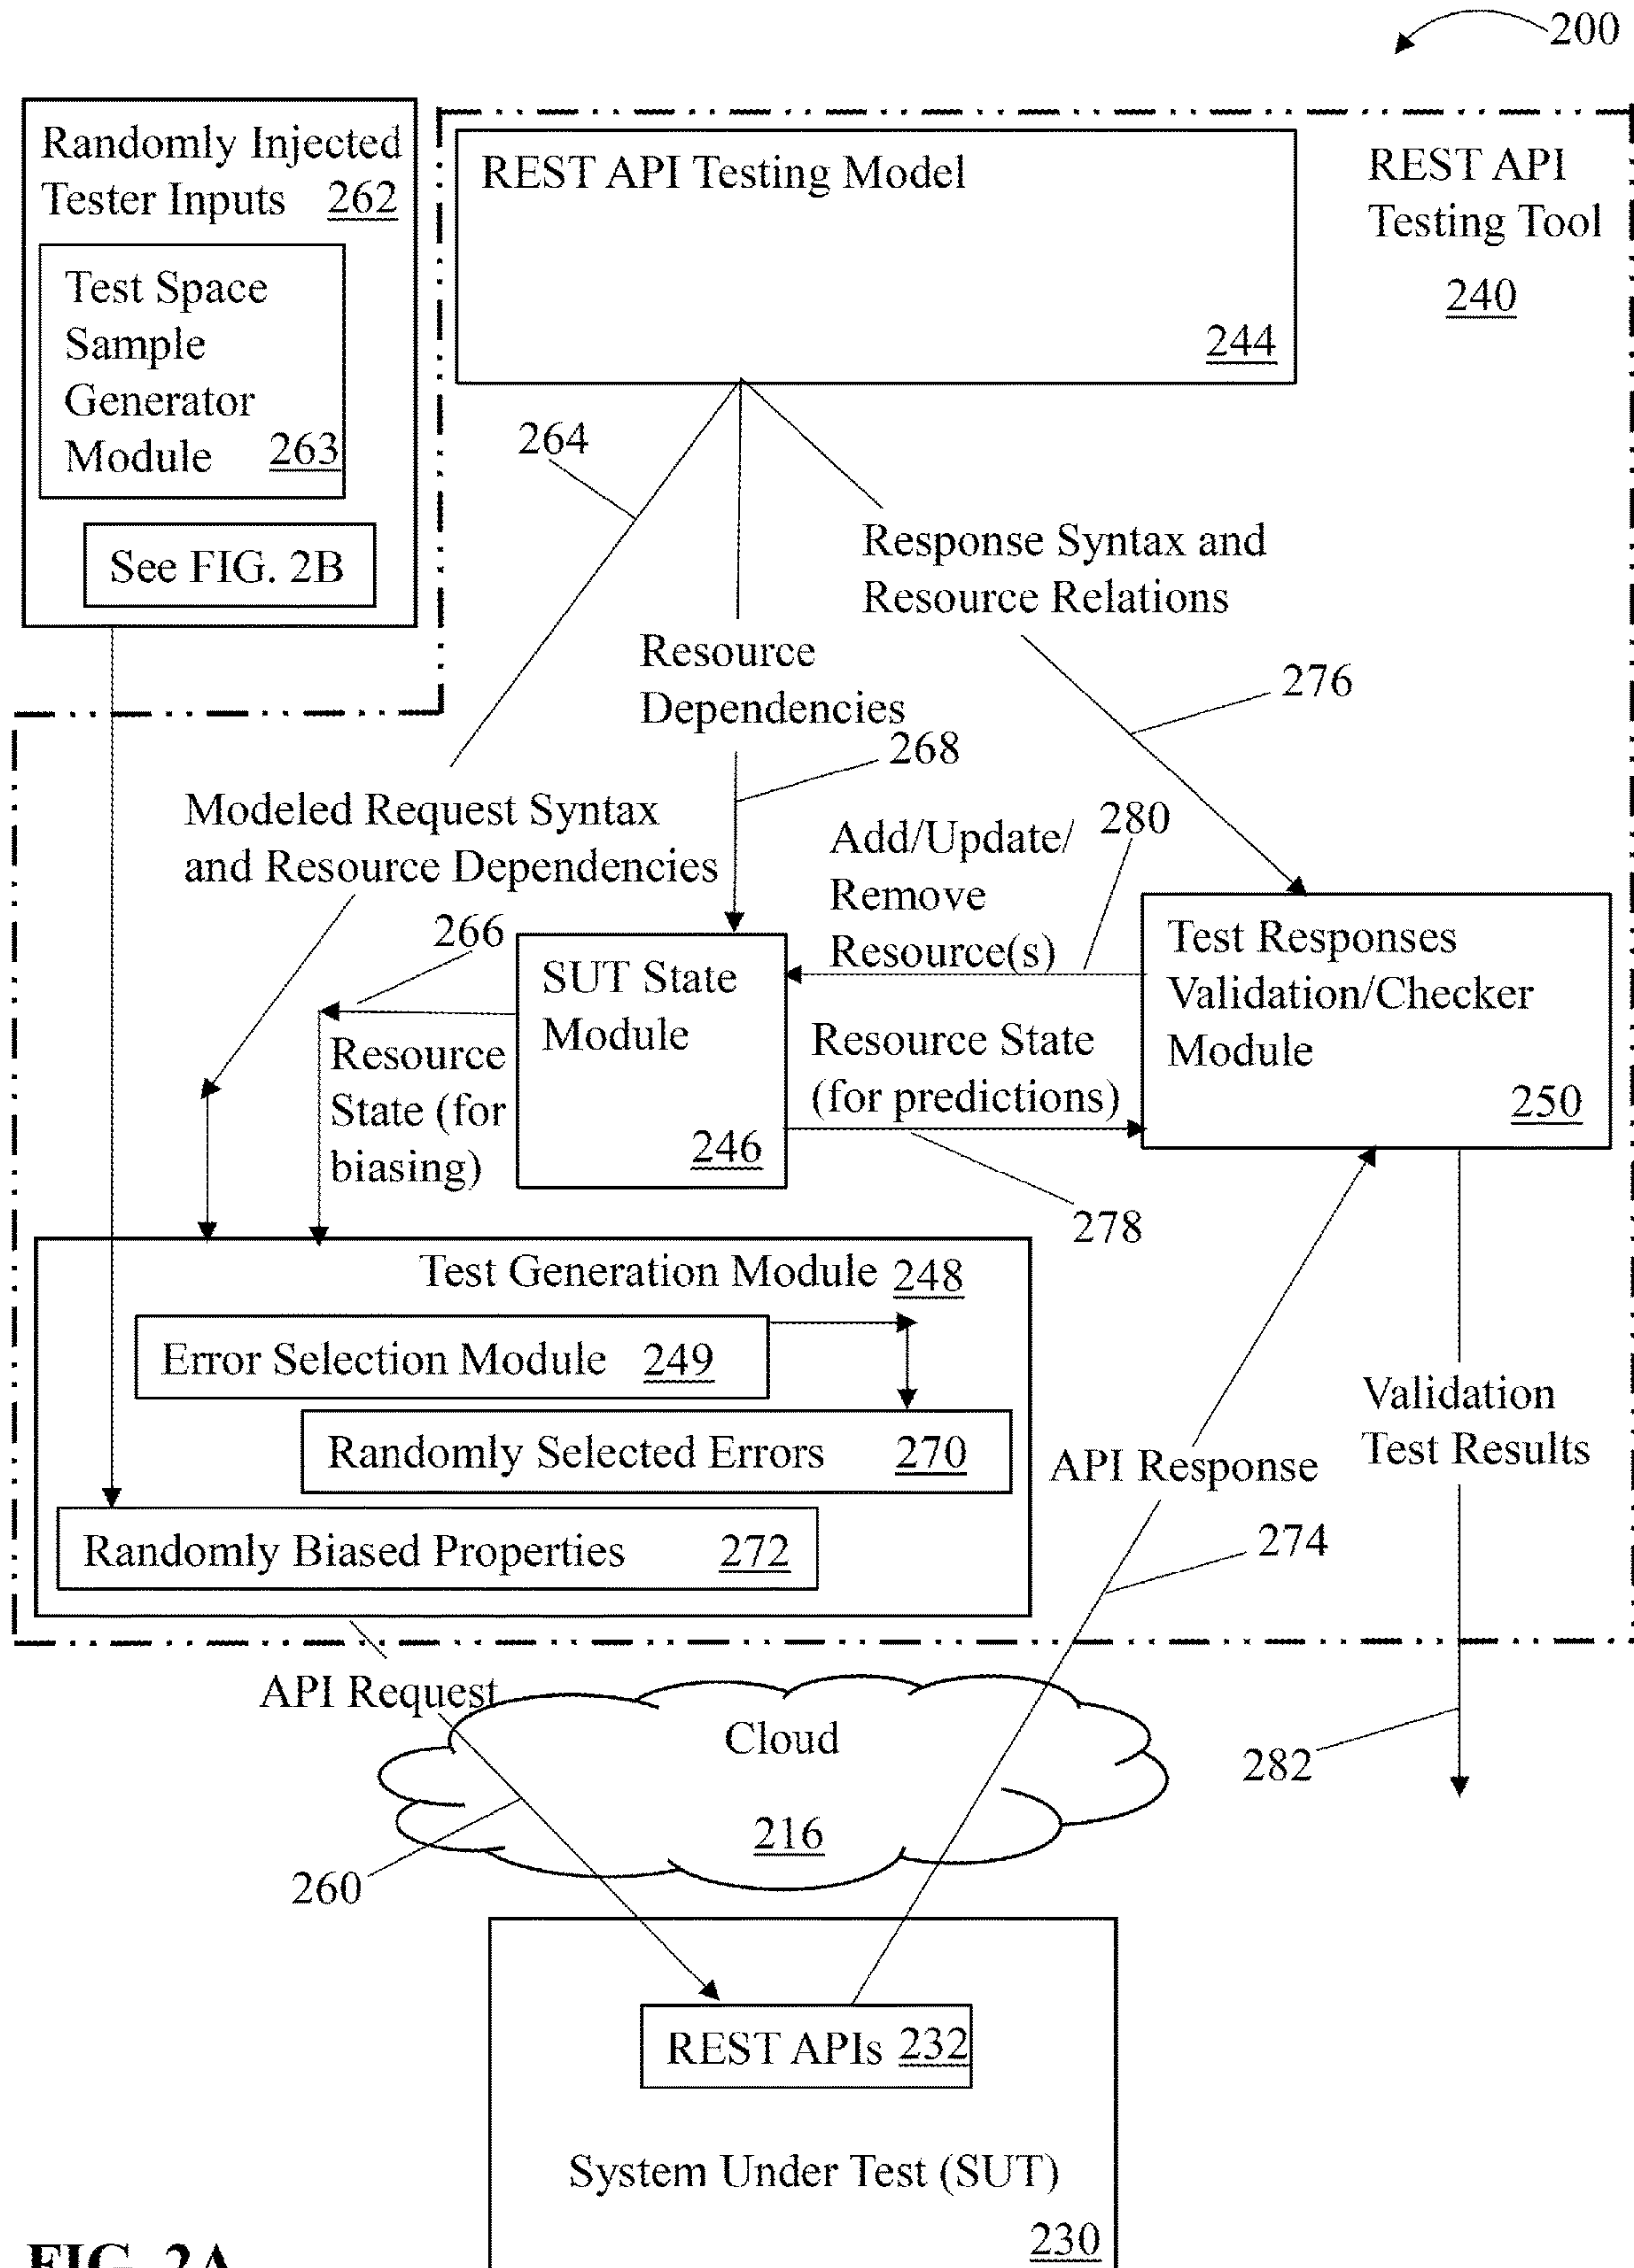 200
Randomly Injected
Tester Inputs 262
Test Space
Sample
Generator
Module 263
See FIG. 2B
REST API Testing Model
244
REST API
Testing Tool
240
264
Response Syntax and
Resource Relations
Resource
Dependencies
276
268
Modeled Request Syntax
and Resource Dependencies
Add/Update/
Remove
Resource(s)
280
266
SUT State
Module
246
Test Responses
Validation/Checker
Module
250
Resource
State (for
biasing)
Resource State
(for predictions)
278
Test Generation Module 248
Error Selection Module 249
Randomly Selected Errors 270
Randomly Biased Properties 272
Validation
Test Results
API Response
274
API Request
Cloud
216
282
260
REST APIs 232
System Under Test (SUT)
230
FIG. 2A